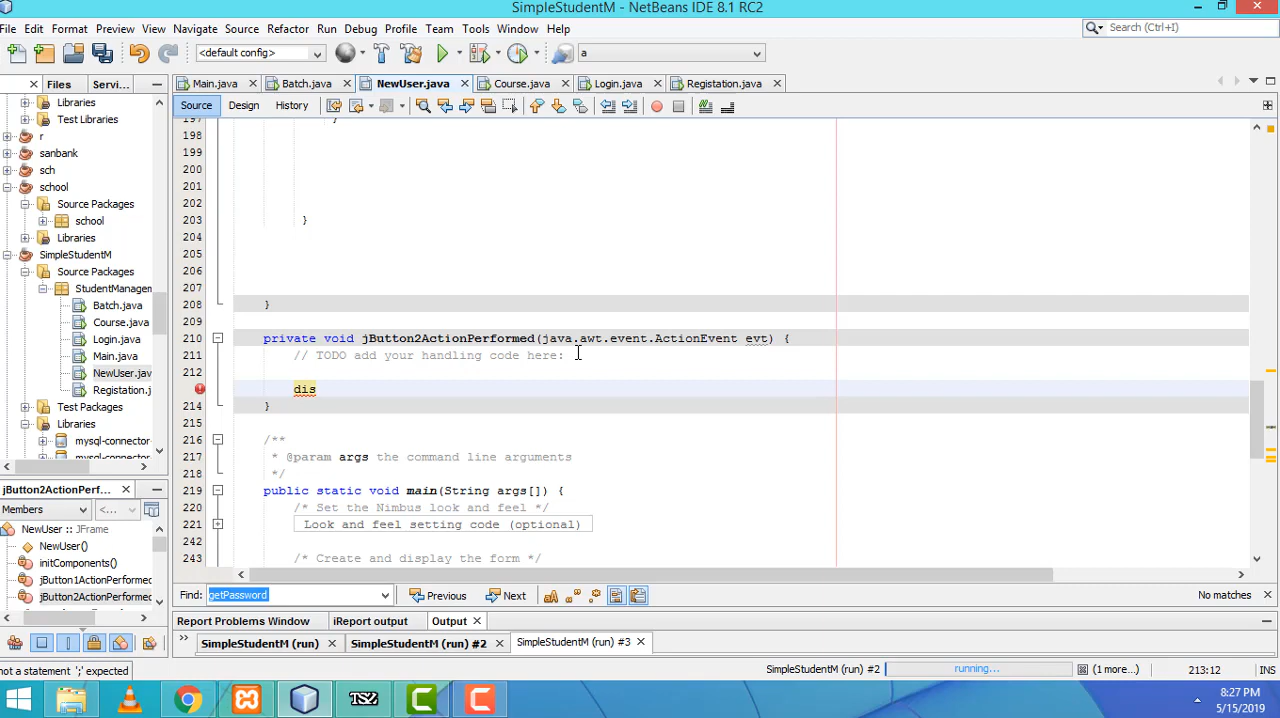 SimpleStudentM - NetBeans IDE 8.1 RC2
File Edit Format Preview View Navigate Source Refactor Run Debug Profile Team Tools Window Help
Search (Ctrl+I)
<default config>
a
Files Servi...
Main.java Batch.java NewUser.java Course.java Login.java Registation.java
Source Design History
Libraries
Test Libraries
r
sanbank
sch
school
Source Packages
school
Libraries
SimpleStudentM
Source Packages
StudentManagem
Batch.java
Course.java
Login.java
Main.java
NewUser.jav
Registration.j
Test Packages
Libraries
mysql-connector
mysql-connector
197 }
198
199
200
201
202
203 }
204
205
206
207
208 }
209
210 private void jButton2ActionPerformed(java.awt.event.ActionEvent evt) {
211 // TODO add your handling code here:
212
dis
214 }
215
216 /**
217 * @param args the command line arguments
218 */
219 public static void main(String args[]) {
220 /* Set the Nimbus look and feel */
221 Look and feel setting code (optional)
242
243 /* Create and display the form */
jButton2ActionPerf...
Members <...
NewUser :: JFrame
NewUser()
initComponents()
jButton1ActionPerformed
jButton2ActionPerformed
Find: getPassword Previous Next No matches
Report Problems Window iReport output Output
SimpleStudentM (run) SimpleStudentM (run) #2 SimpleStudentM (run) #3
not a statement ';' expected
SimpleStudentM (run) #2 running... (1 more...) 213:12 INS
TS2
8:27 PM
5/15/2019